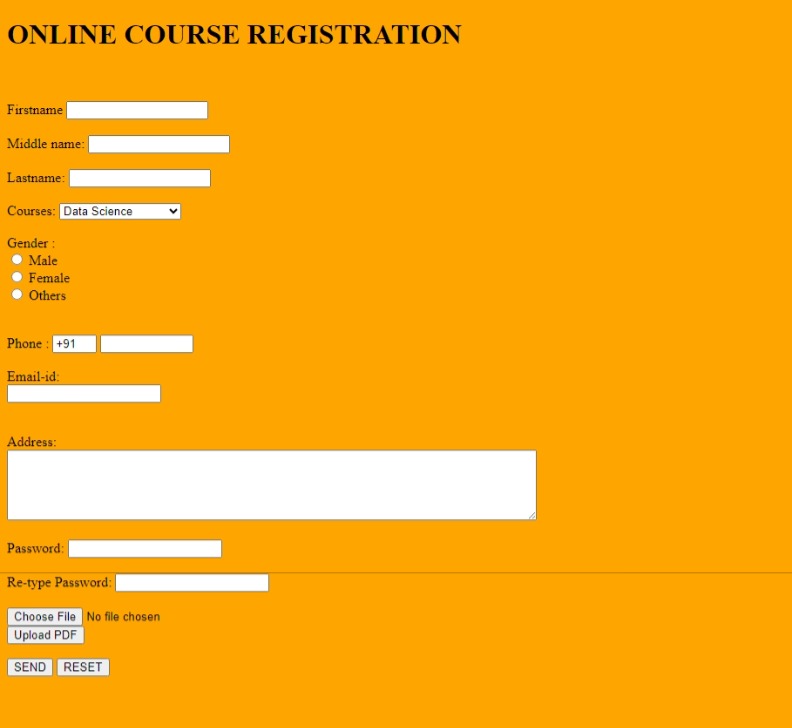 ONLINE COURSE REGISTRATION
Firstname
Middle name:
Lastname:
Courses: Data Science
Gender :
Male
Female
Others
Phone : +91
Email-id:
Address:
Password:
Re-type Password:
Choose File No file chosen
Upload PDF
SEND RESET